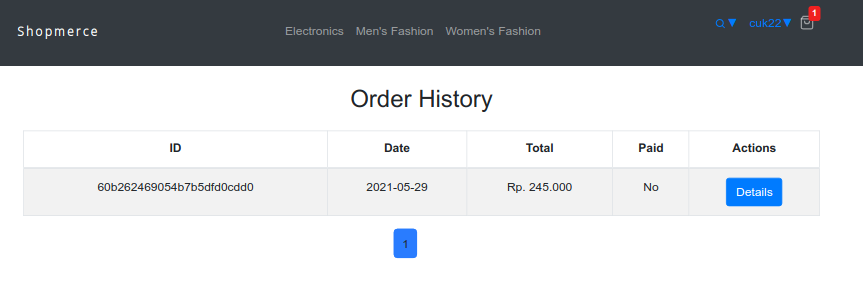 Shopmerce Electronics Men's Fashion Women's Fashion cuk22▼ 1
Order History
ID Date Total Paid Actions
60b262469054b7b5dfd0cdd0 2021-05-29 Rp. 245.000 No Details
1